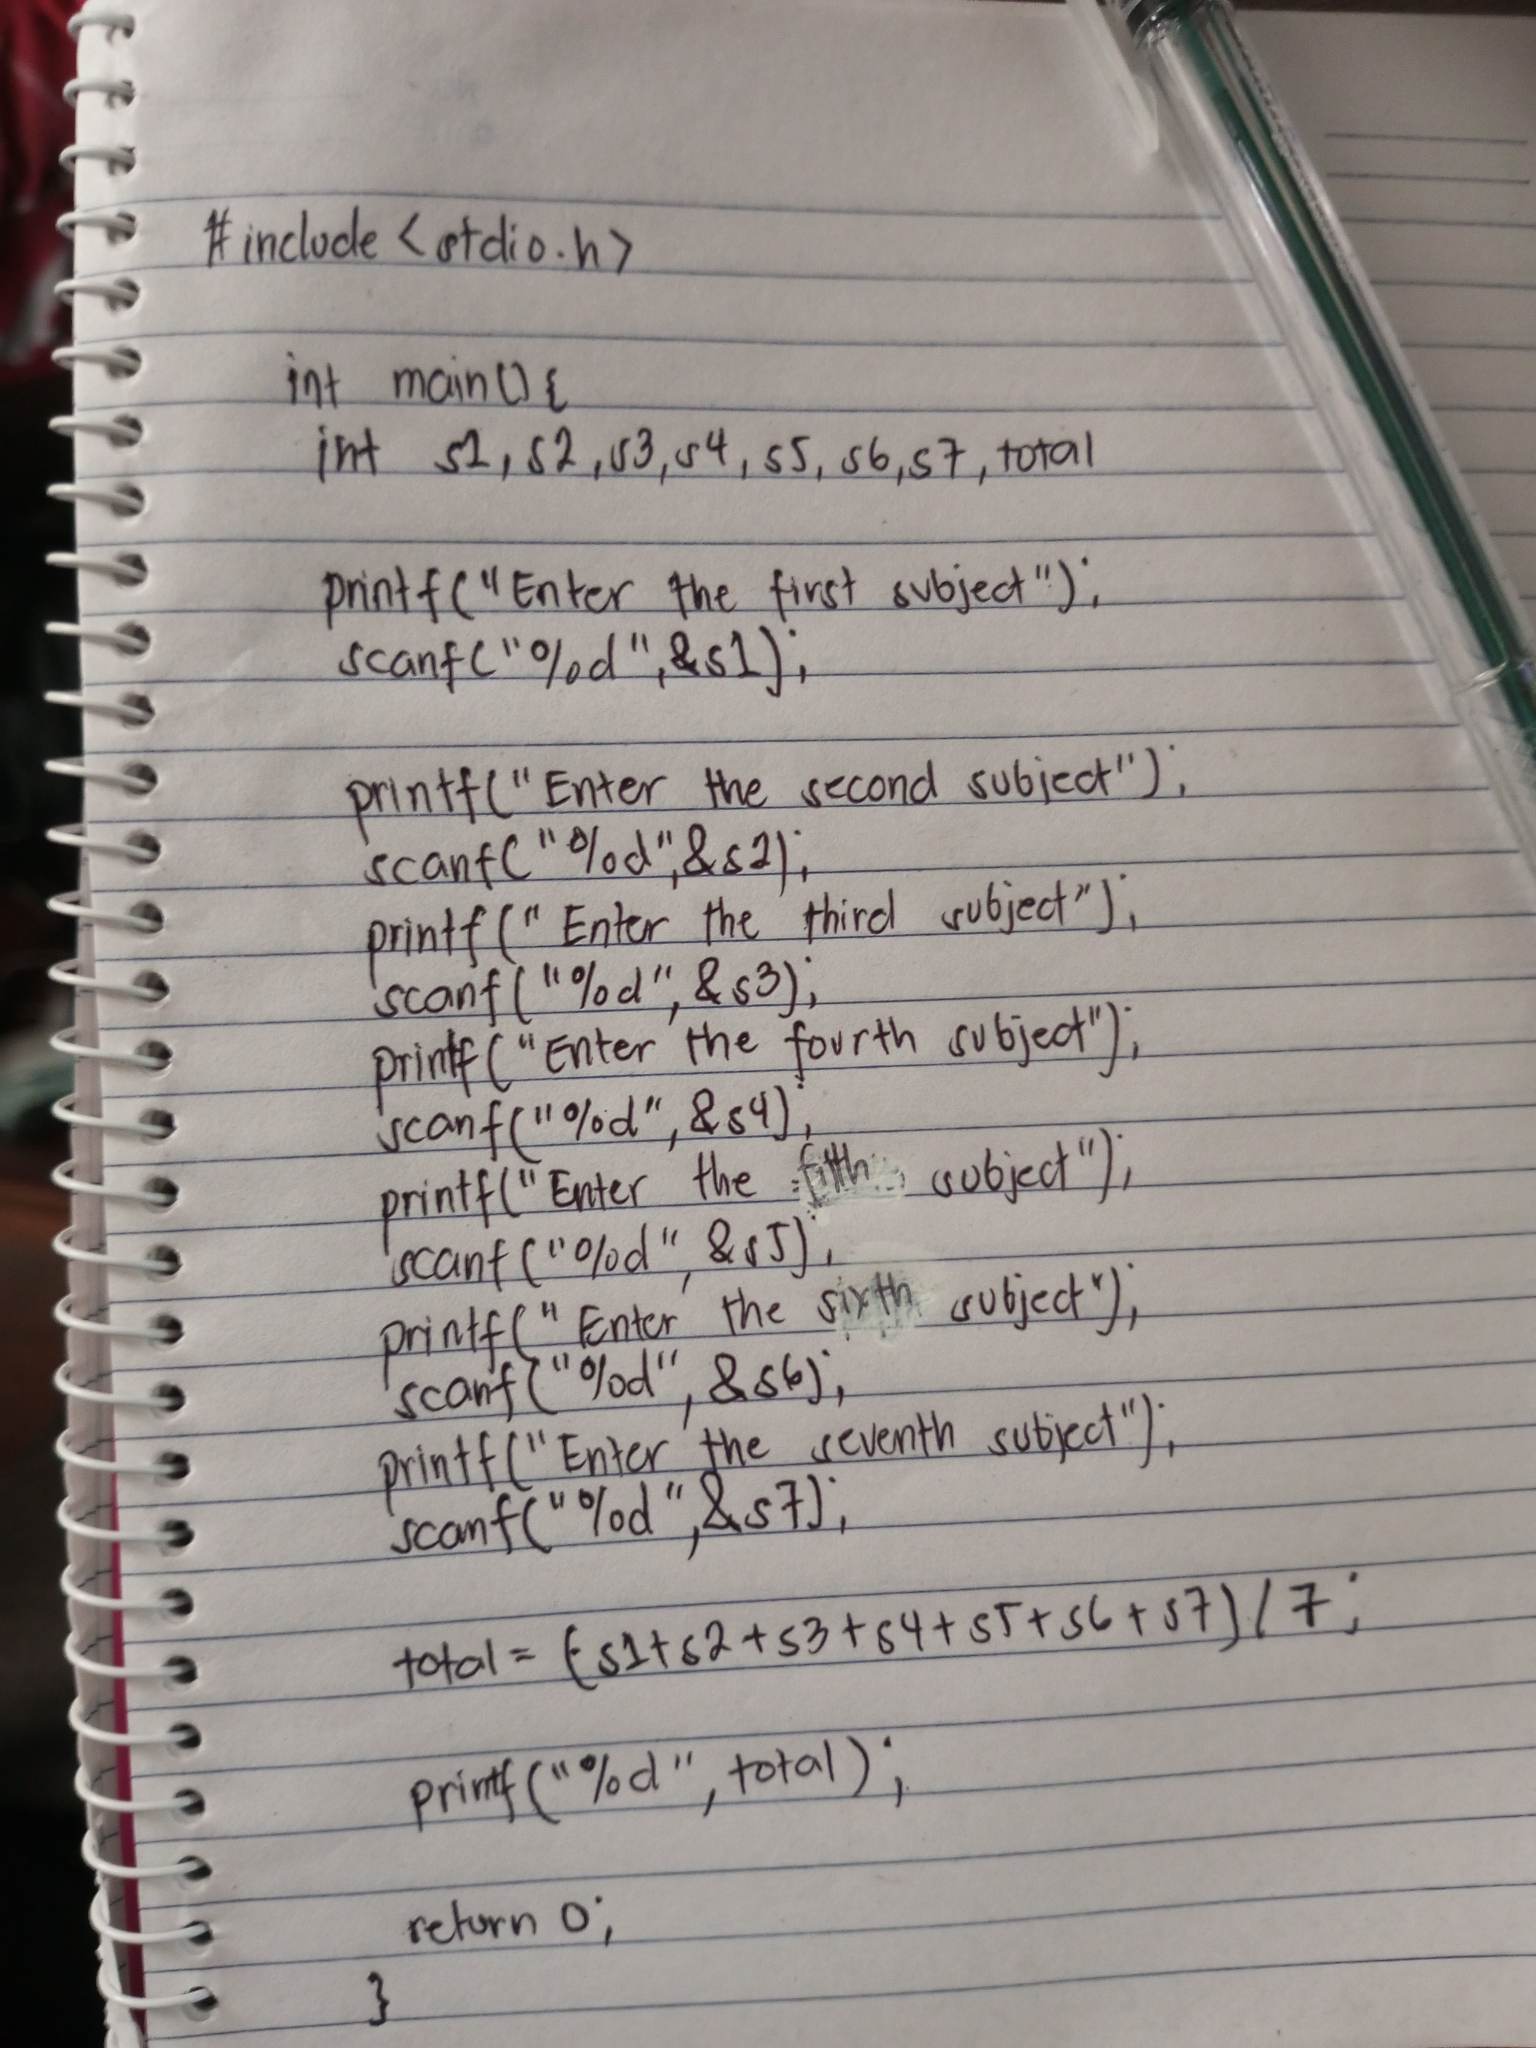 #include <stdio.h>
int main(){
int s1, s2, s3, s4, s5, s6, s7, total
printf("Enter the first subject");
scanf("%d", &s1);
printf("Enter the second subject");
scanf("%d", &s2);
printf("Enter the third subject");
scanf("%d", &s3);
printf("Enter the fourth subject");
scanf("%d", &s4);
printf("Enter the fifth subject");
scanf("%d", &s5);
printf("Enter the sixth subject");
scanf("%d", &s6);
printf("Enter the seventh subject");
scanf("%d", &s7);
total = (s1+s2+s3+s4+s5+s6+s7)/7;
printf("%d", total);
return 0;
}